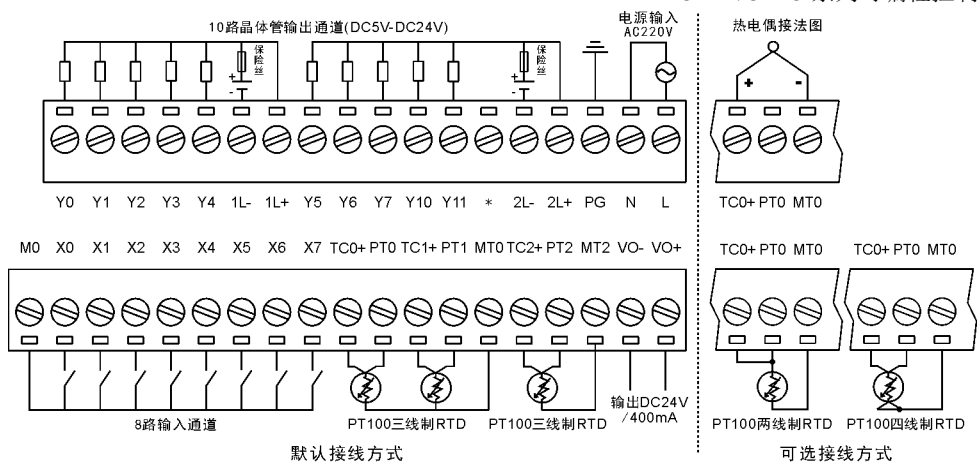 10路晶体管输出通道(DC5V-DC24V)
电源输入
AC220V
热电偶接法图
保险丝
保险丝
+
-
+
-
+ -
Y0 Y1 Y2 Y3 Y4 1L- 1L+ Y5 Y6 Y7 Y10 Y11 * 2L- 2L+ PG N L
TC0+ PT0 MT0
M0 X0 X1 X2 X3 X4 X5 X6 X7 TC0+ PT0 TC1+ PT1 MT0 TC2+ PT2 MT2 VO- VO+
TC0+ PT0 MT0
TC0+ PT0 MT0
8路输入通道
PT100三线制RTD
PT100三线制RTD
输出DC24V
/400mA
PT100两线制RTD
PT100四线制RTD
默认接线方式
可选接线方式